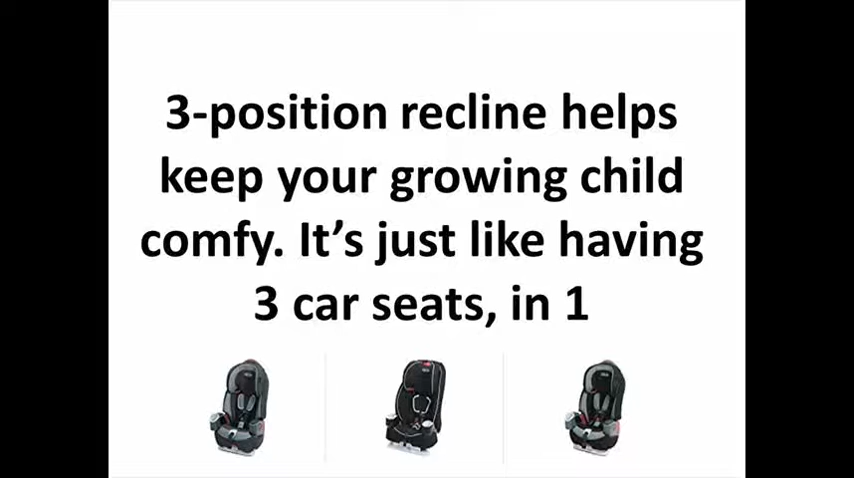 3-position recline helps
keep your growing child
comfy. It’s just like having
3 car seats, in 1